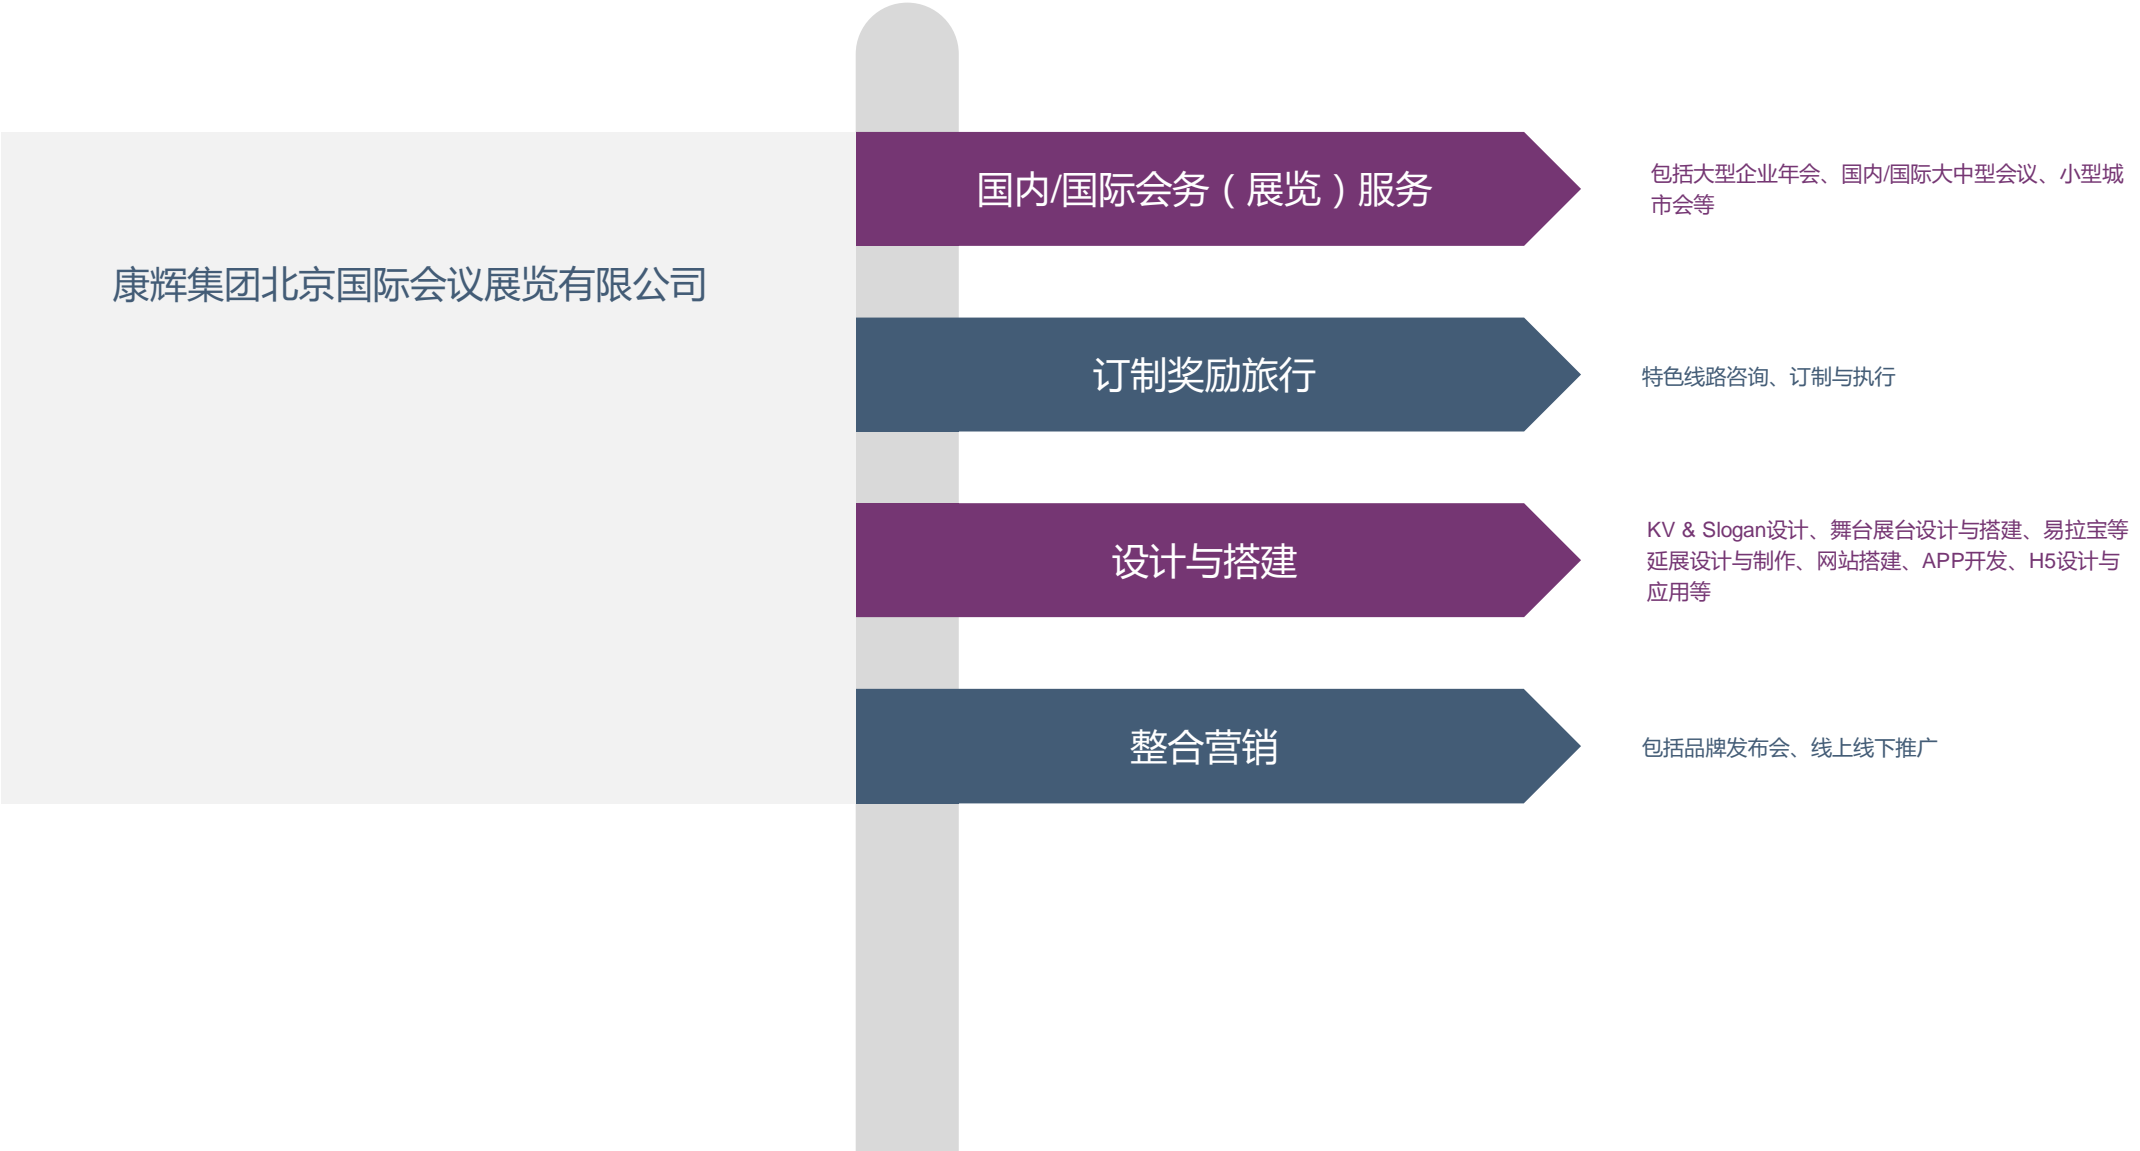 康辉集团北京国际会议展览有限公司
国内/国际会务（展览）服务
包括大型企业年会、国内/国际大中型会议、小型城
市会等
订制奖励旅行
特色线路咨询、订制与执行
设计与搭建
KV & Slogan设计、舞台展台设计与搭建、易拉宝等
延展设计与制作、网站搭建、APP开发、H5设计与
应用等
整合营销
包括品牌发布会、线上线下推广